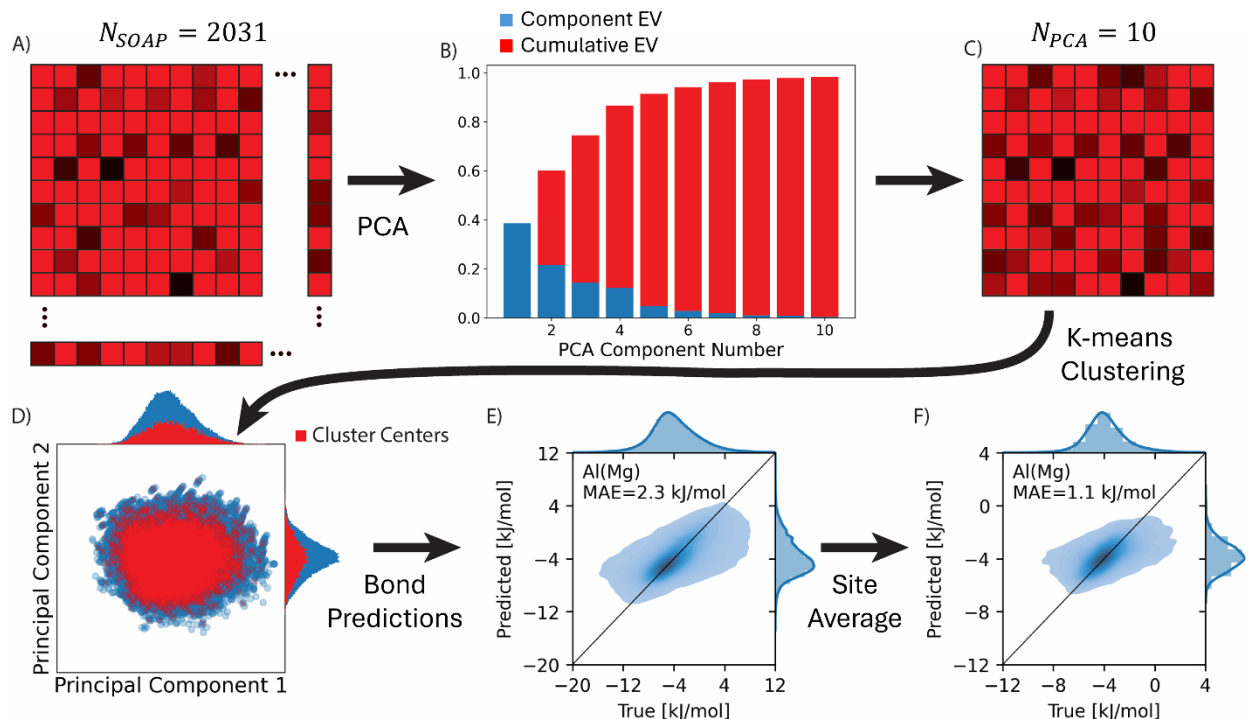 A)
N_SOAP = 2031
PCA
B)
Component EV
Cumulative EV
1.0
0.8
0.6
0.4
0.2
0.0
2 4 6 8 10
PCA Component Number
C)
N_PCA = 10
K-means
Clustering
D)
Cluster Centers
Principal Component 2
Principal Component 1
Bond
Predictions
E)
Al(Mg)
MAE=2.3 kJ/mol
Predicted [kJ/mol]
12
4
−4
−12
−20
−20 −12 −4 4 12
True [kJ/mol]
Site
Average
F)
Al(Mg)
MAE=1.1 kJ/mol
Predicted [kJ/mol]
4
0
−4
−8
−12
−12 −8 −4 0 4
True [kJ/mol]